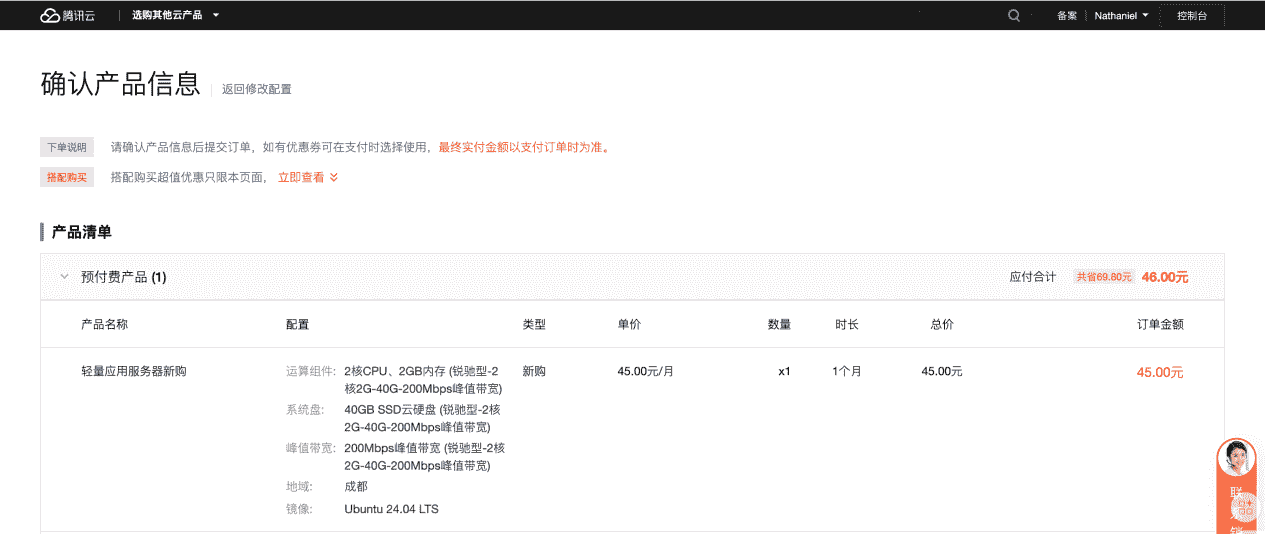 腾讯云
选购其他云产品
备案
Nathaniel
控制台
确认产品信息
返回修改配置
下单说明
请确认产品信息后提交订单，如有优惠券可在支付时选择使用，最终实付金额以支付订单时为准。
搭配购买
搭配购买超值优惠只限本页面， 立即查看
产品清单
预付费产品 (1)
应付合计 共省69.80元 46.00元
产品名称 配置 类型 单价 数量 时长 总价 订单金额
轻量应用服务器新购 运算组件: 2核CPU、2GB内存 (锐驰型-2 新购 45.00元/月 x1 1个月 45.00元 45.00元
核2G-40G-200Mbps峰值带宽)
系统盘: 40GB SSD云硬盘 (锐驰型-2核
2G-40G-200Mbps峰值带宽)
峰值带宽: 200Mbps峰值带宽 (锐驰型-2核
2G-40G-200Mbps峰值带宽)
地域: 成都
镜像: Ubuntu 24.04 LTS
联